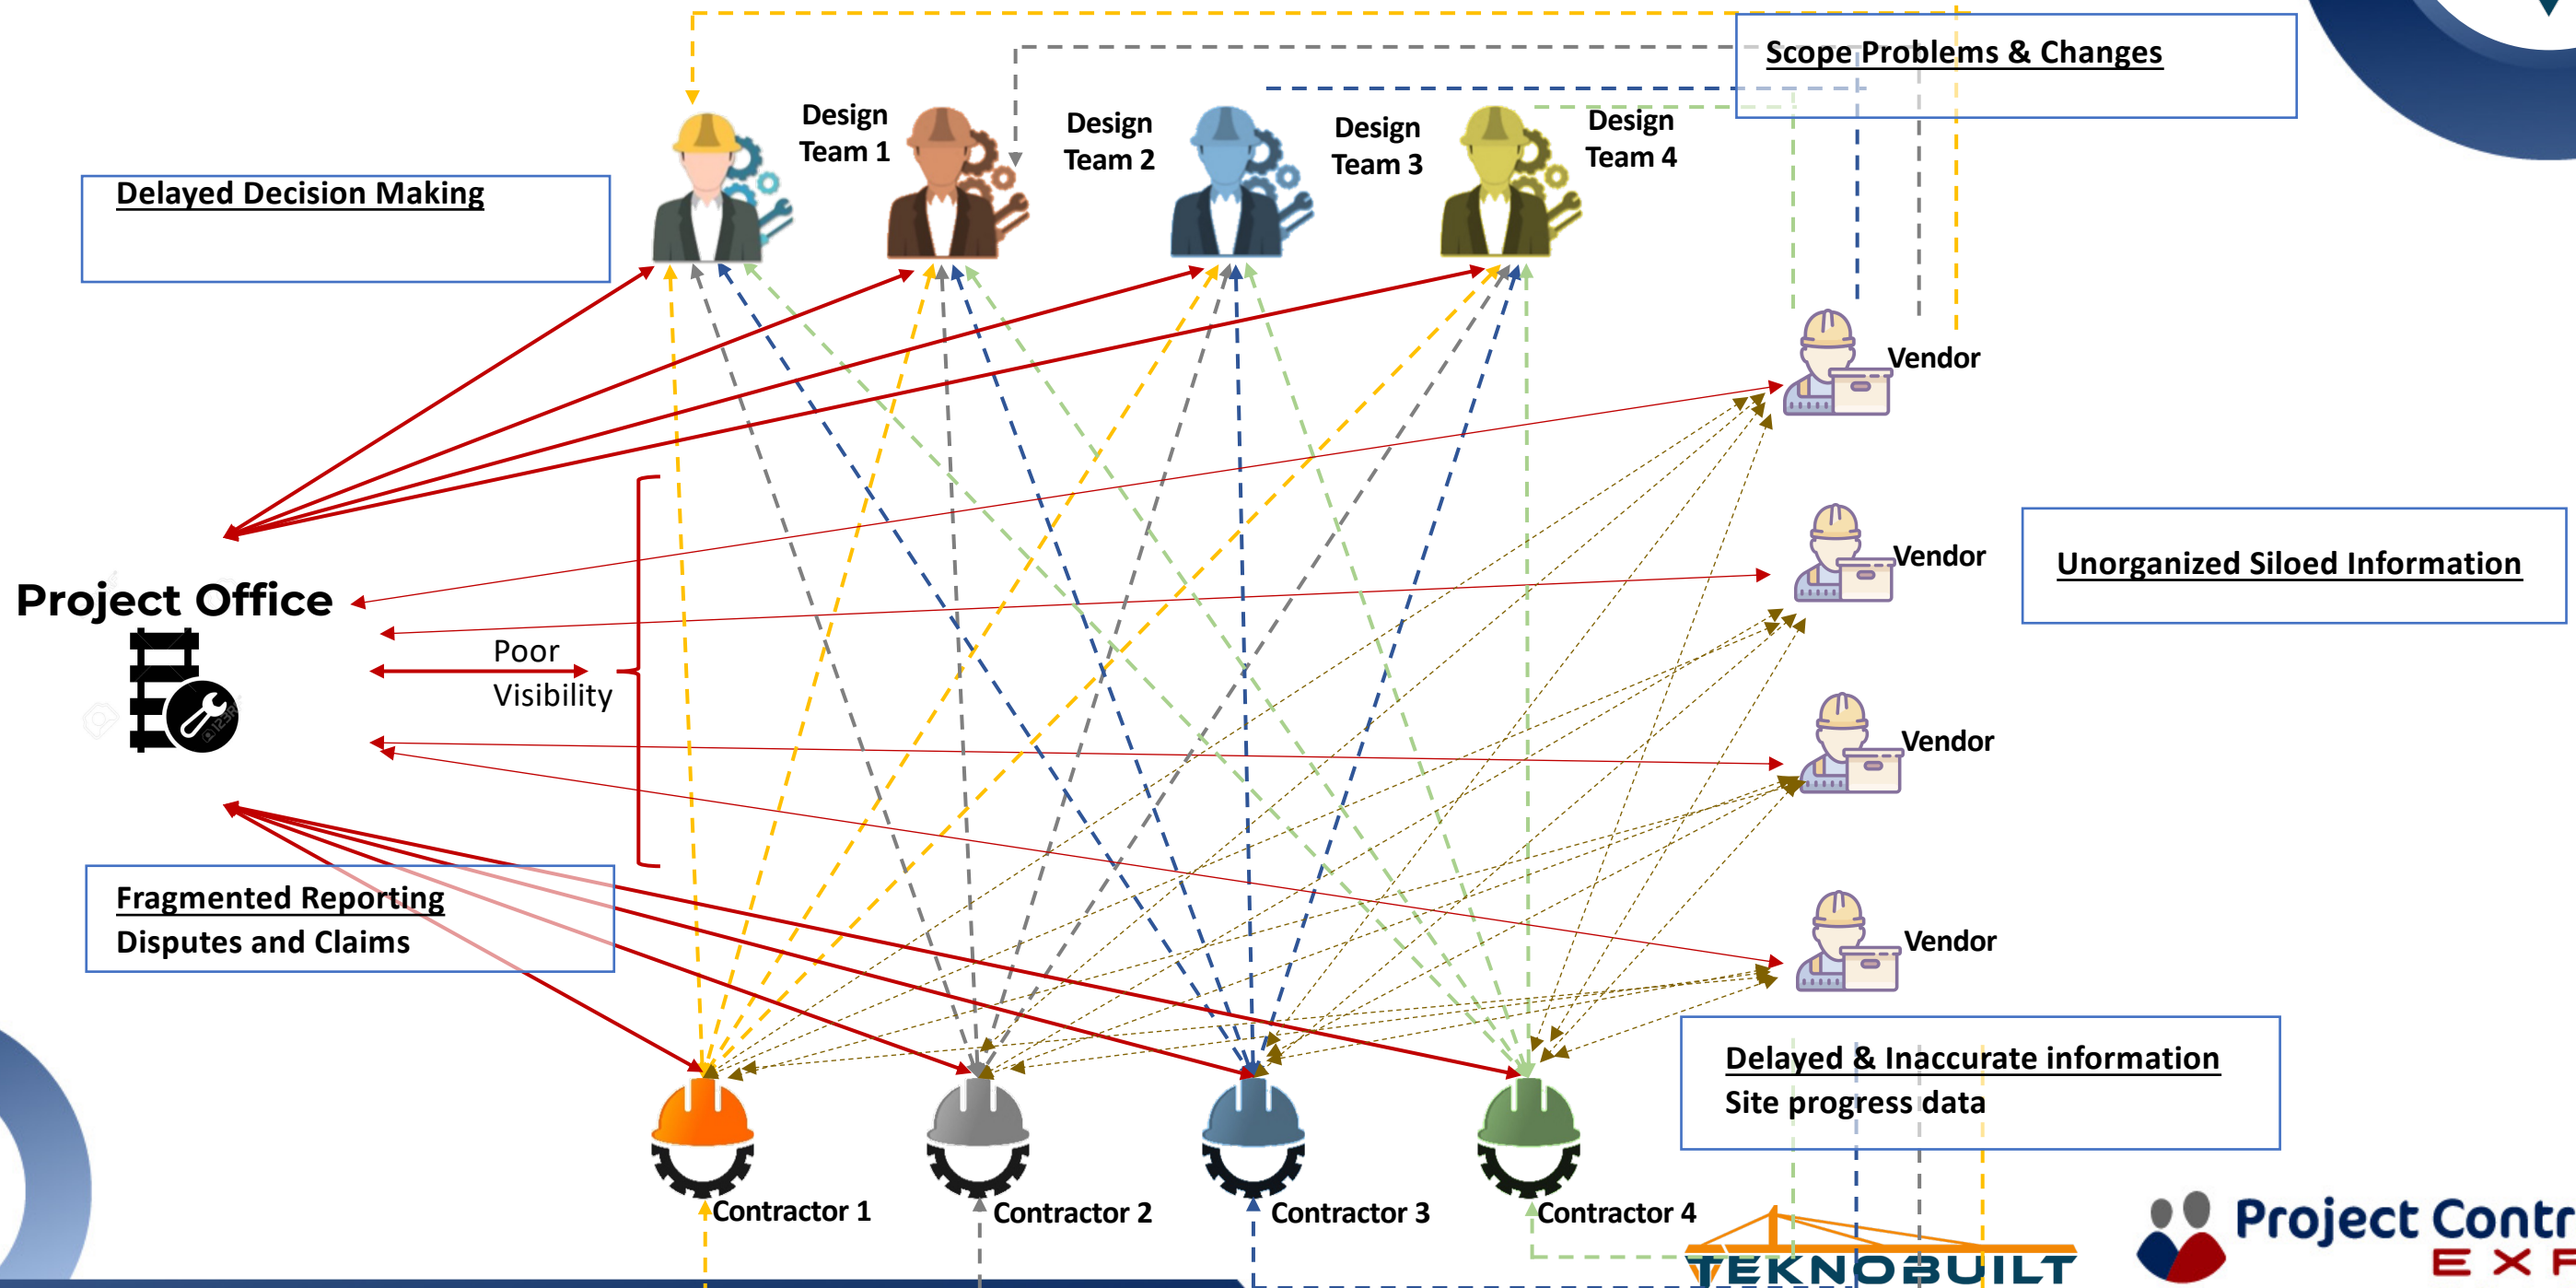 Scope Problems & Changes
Design
Team 1
Design
Team 2
Design
Team 3
Design
Team 4
Delayed Decision Making
Vendor
Vendor
Unorganized Siloed Information
Project Office
Poor
Visibility
Vendor
Fragmented Reporting
Disputes and Claims
Vendor
Delayed & Inaccurate information
Site progress data
Contractor 1
Contractor 2
Contractor 3
Contractor 4
TEKNOBUILT
Project Contr
EXP